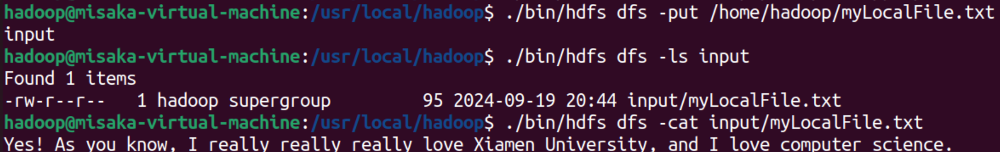 hadoop@misaka-virtual-machine:/usr/local/hadoop$ ./bin/hdfs dfs -put /home/hadoop/myLocalFile.txt
input
hadoop@misaka-virtual-machine:/usr/local/hadoop$ ./bin/hdfs dfs -ls input
Found 1 items
-rw-r--r--   1 hadoop supergroup         95 2024-09-19 20:44 input/myLocalFile.txt
hadoop@misaka-virtual-machine:/usr/local/hadoop$ ./bin/hdfs dfs -cat input/myLocalFile.txt
Yes! As you know, I really really really love Xiamen University, and I love computer science.